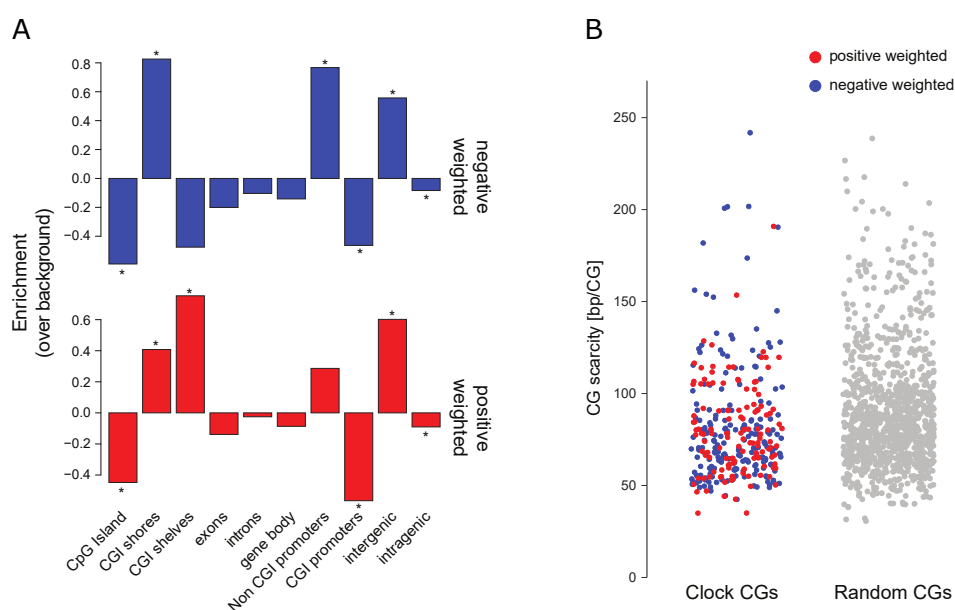 A
B
positive weighted
negative weighted
Enrichment
(over background)
0.8
0.6
0.4
0.2
0.0
−0.2
−0.4
*
*
*
*
*
*
negative
weighted
0.6
0.4
0.2
0.0
−0.2
−0.4
*
*
*
*
*
*
positive
weighted
CpG Island
CGI shores
CGI shelves
exons
introns
gene body
Non CGI promoters
CGI promoters
intergenic
intragenic
CG scarcity [bp/CG]
250
200
150
100
50
0
Clock CGs
Random CGs